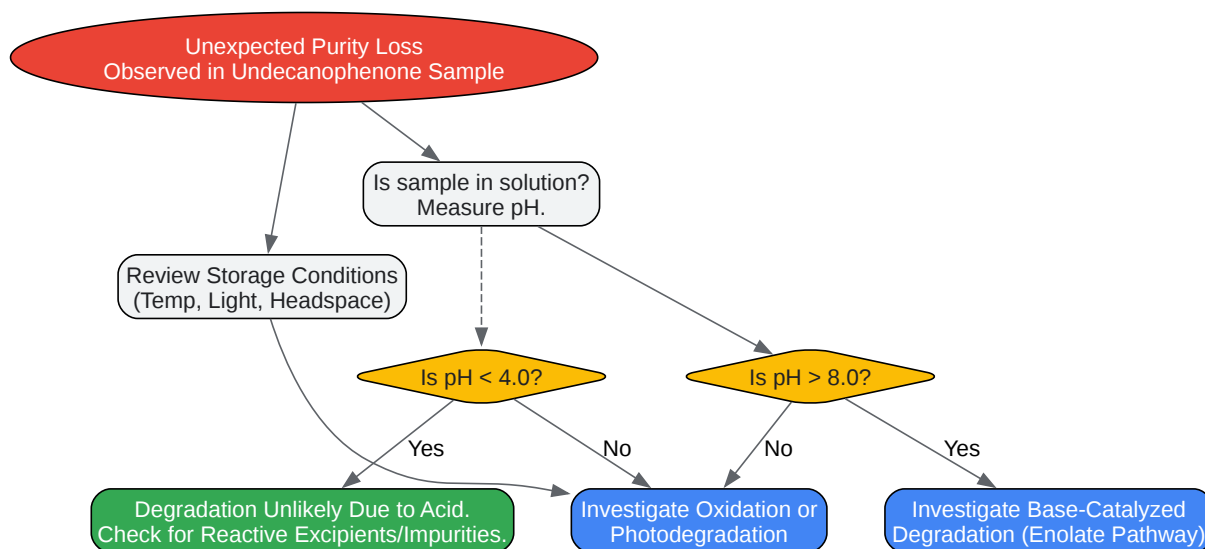 Unexpected Purity Loss
Observed in Undecanophenone Sample
Is sample in solution?
Measure pH.
Review Storage Conditions
(Temp, Light, Headspace)
Is pH < 4.0?
Is pH > 8.0?
Yes
No
No
Yes
Degradation Unlikely Due to Acid.
Check for Reactive Excipients/Impurities.
Investigate Oxidation or
Photodegradation
Investigate Base-Catalyzed
Degradation (Enolate Pathway)